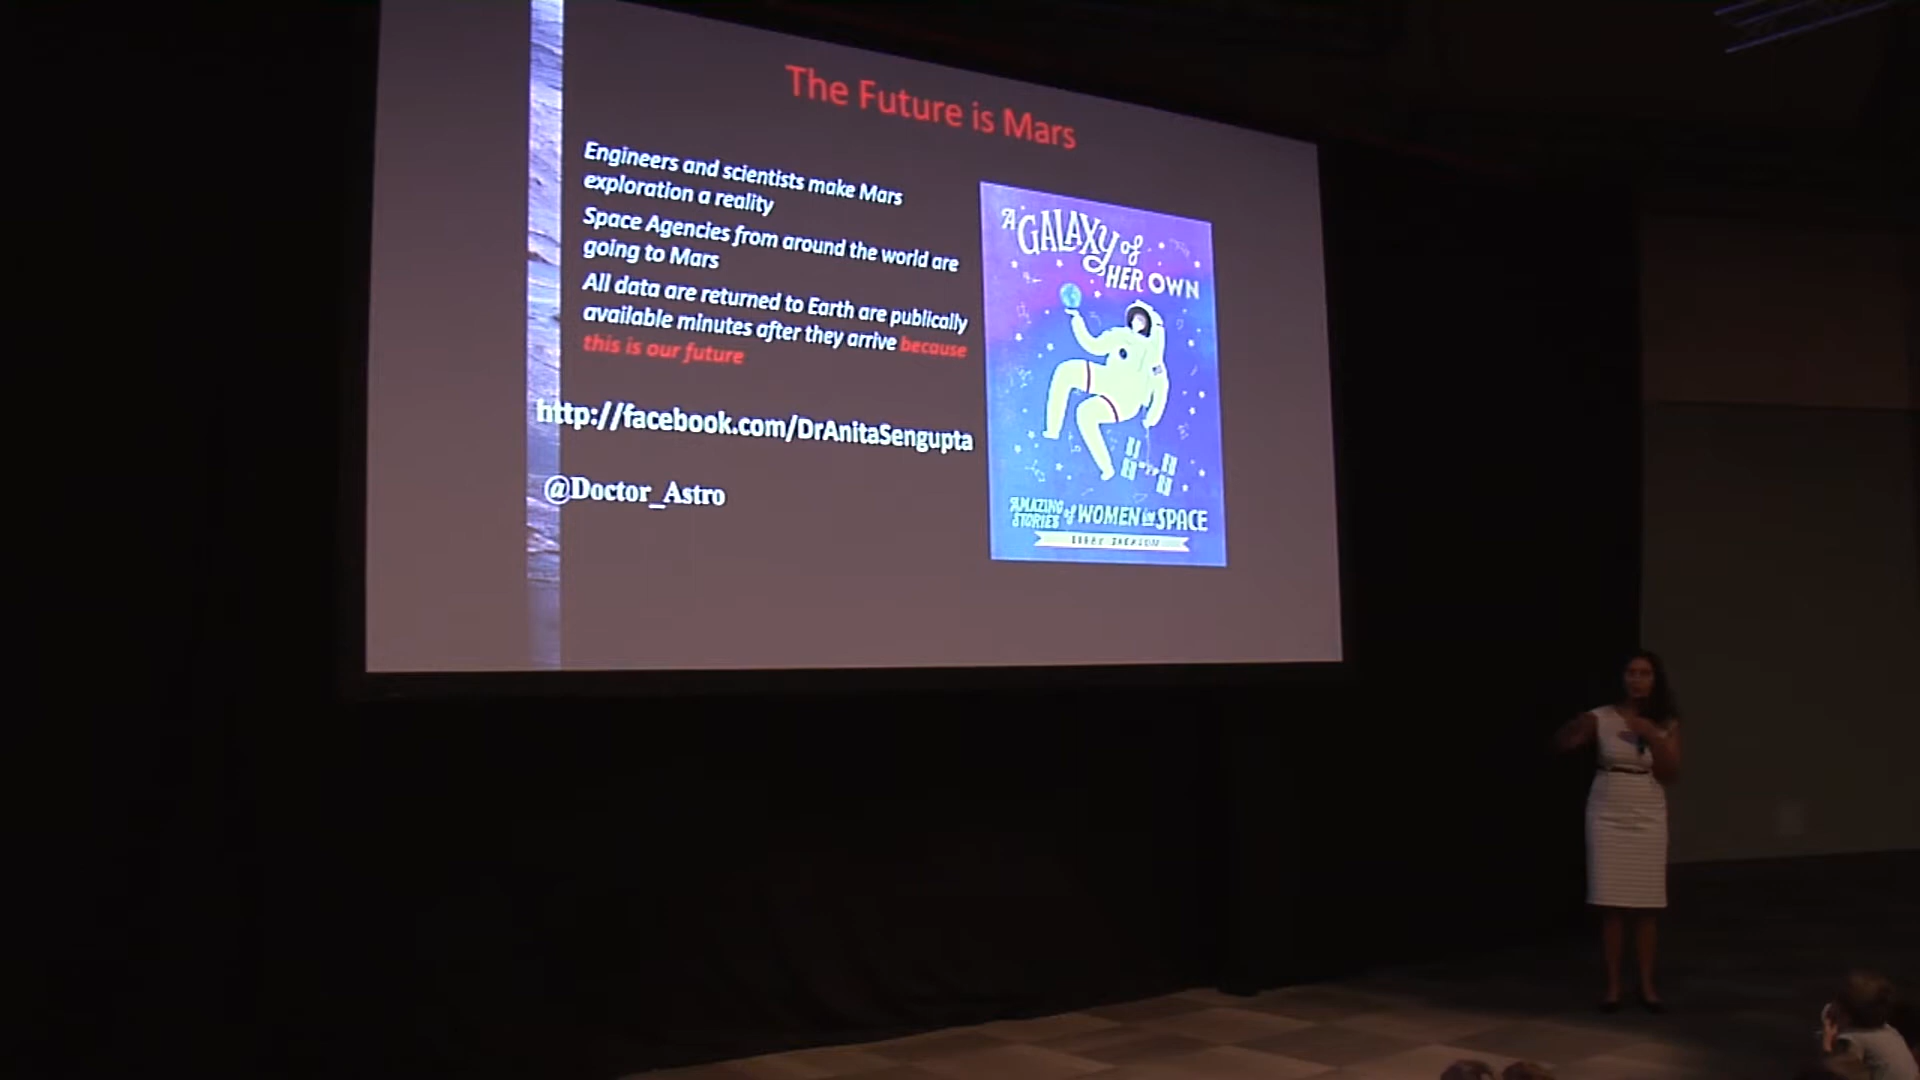 The Future is Mars
Engineers and scientists make Mars
exploration a reality
Space Agencies from around the world are
going to Mars
All data are returned to Earth are publically
available minutes after they arrive because
this is our future
http://facebook.com/DrAnitaSengupta
@Doctor_Astro
A GALAXY of
HER OWN
AMAZING STORIES of WOMEN in SPACE
LIBBY JACKSON